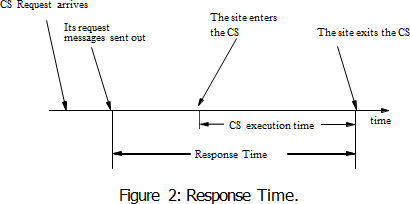 CS Request arrives
Its request
messages sent out
The site enters
the CS
The site exits the CS
time
CS execution time
Response Time
Figure 2: Response Time.